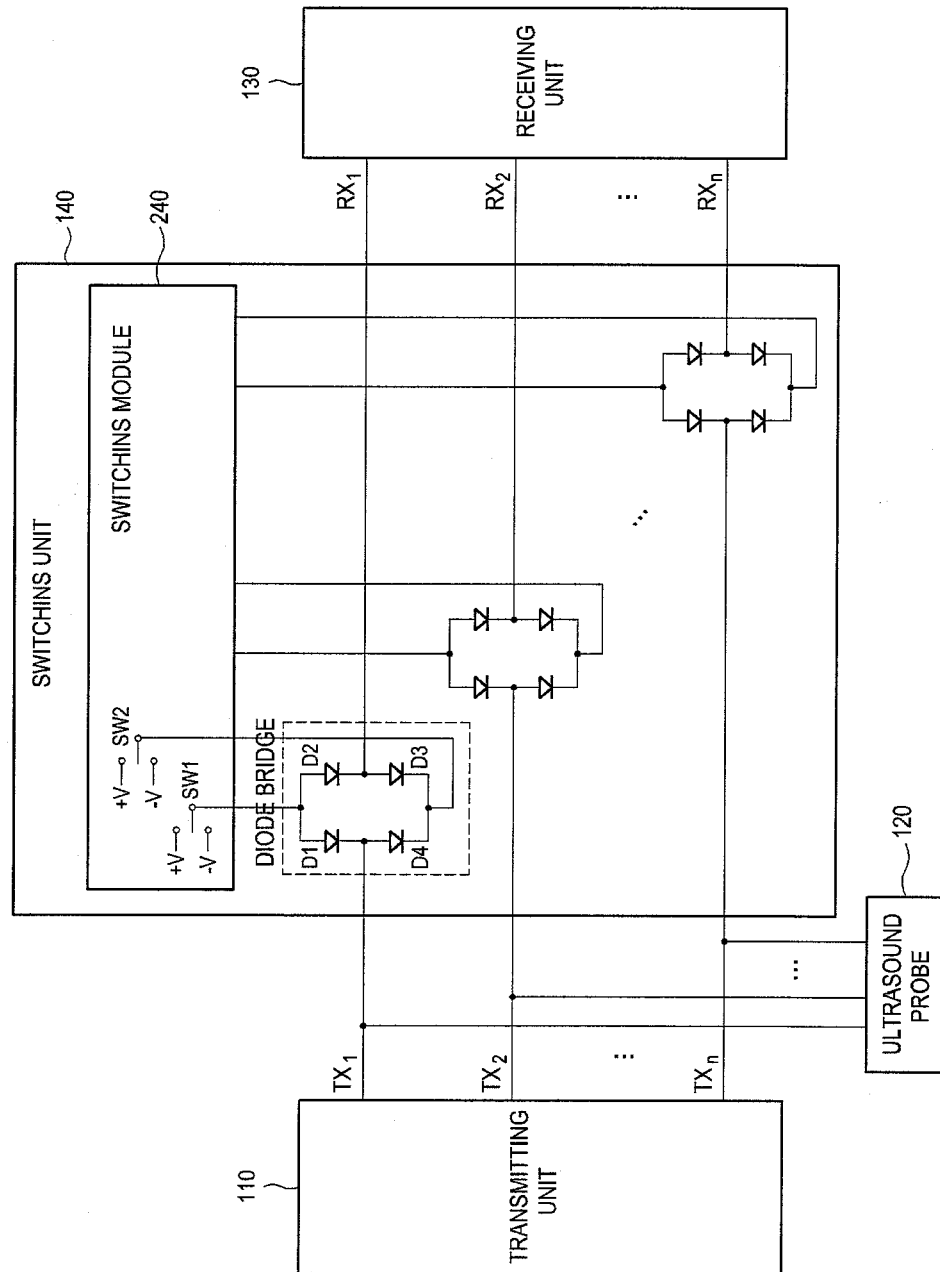 SWITCHINS UNIT
140
SWITCHINS MODULE
240
+V
-V
SW2
+V
-V
SW1
DIODE BRIDGE
D1
D2
D4
D3
110
TRANSMITTING
UNIT
TX1
TX2
...
TXn
...
120
ULTRASOUND
PROBE
...
RX1
RX2
...
RXn
130
RECEIVING
UNIT